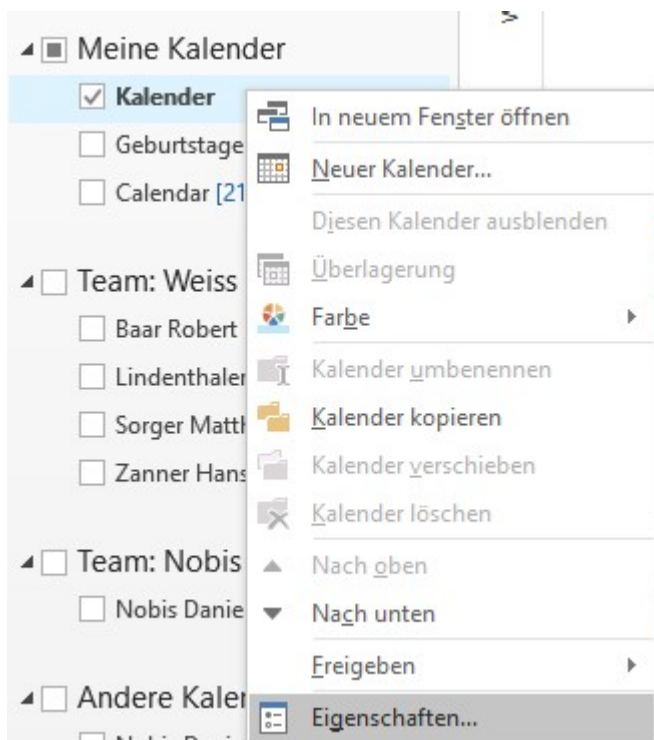 Meine Kalender
Kalender
Geburtstage
Calendar [21
Team: Weiss
Baar Robert
Lindenthaler
Sorger Matth
Zanner Hans
Team: Nobis
Nobis Danie
Andere Kalen
In neuem Fenster öffnen
Neuer Kalender...
Diesen Kalender ausblenden
Überlagerung
Farbe
Kalender umbenennen
Kalender kopieren
Kalender verschieben
Kalender löschen
Nach oben
Nach unten
Freigeben
Eigenschaften...